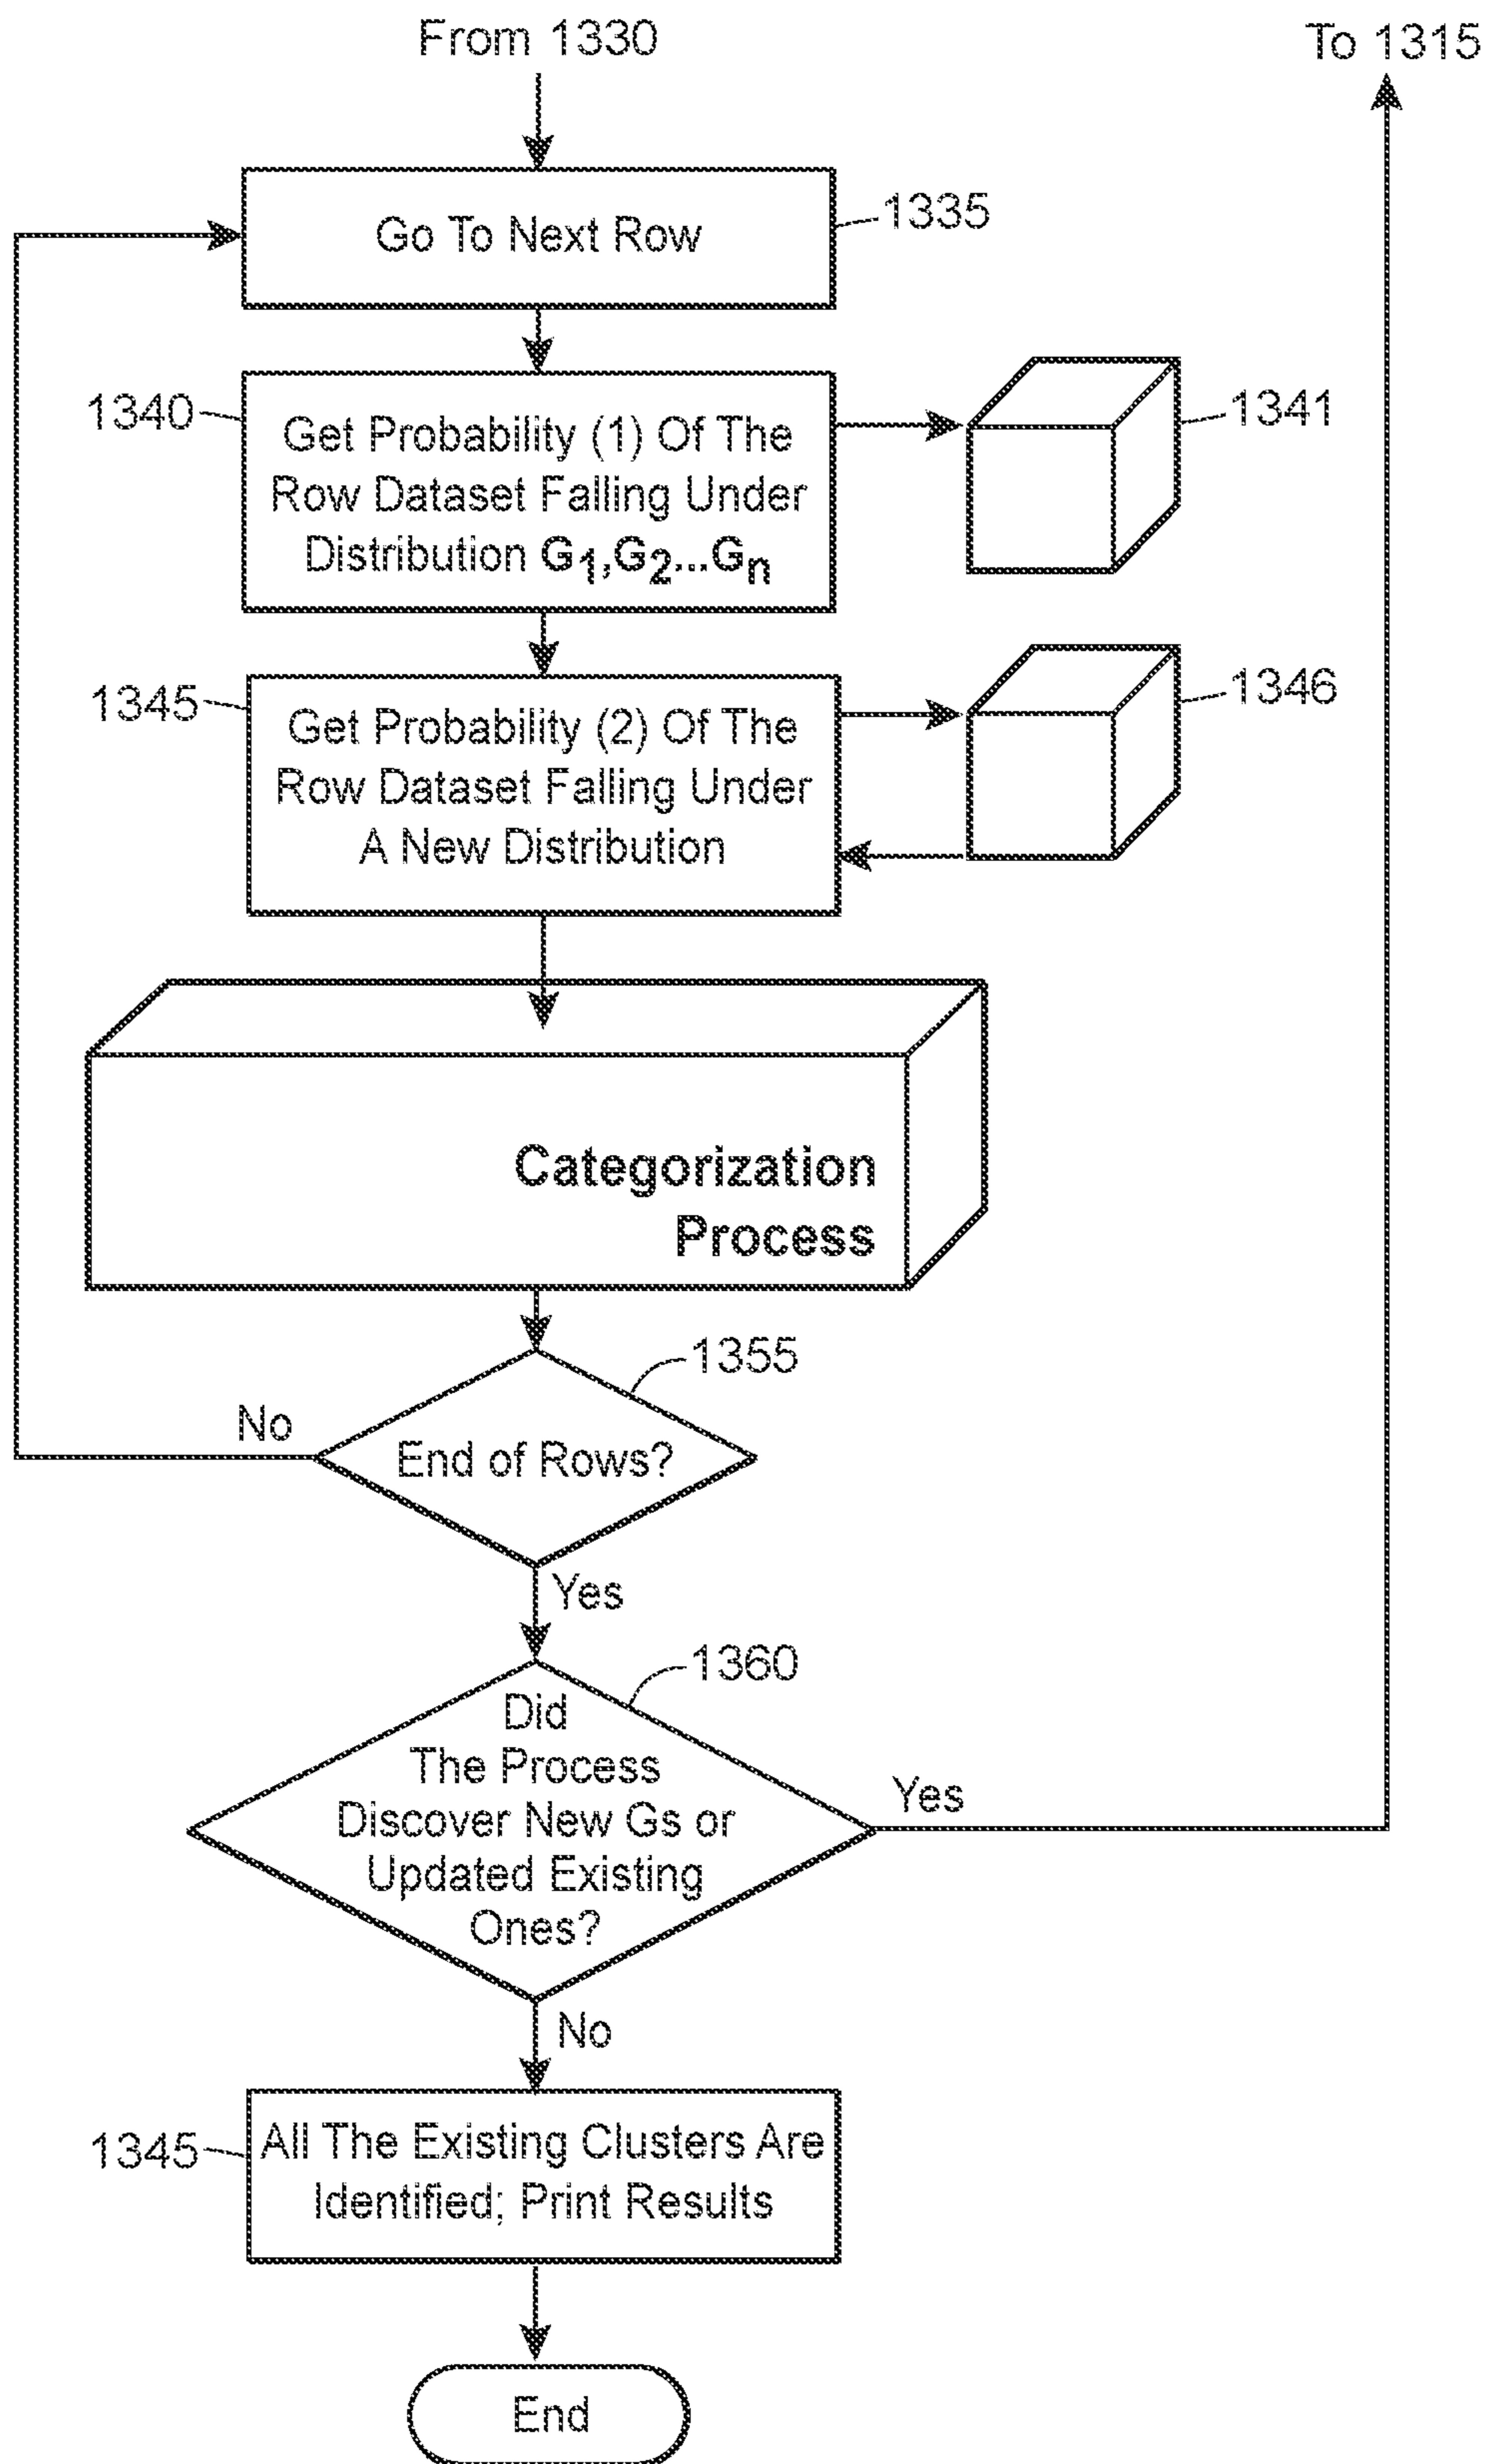 From 1330
To 1315
Go To Next Row
1335
1340
Get Probability (1) Of The
Row Dataset Falling Under
Distribution G1,G2...Gn
1341
1345
Get Probability (2) Of The
Row Dataset Falling Under
A New Distribution
1346
Categorization
Process
1355
No
End of Rows?
Yes
1360
Did
The Process
Discover New Gs or
Updated Existing
Ones?
Yes
No
1345
All The Existing Clusters Are
Identified; Print Results
End